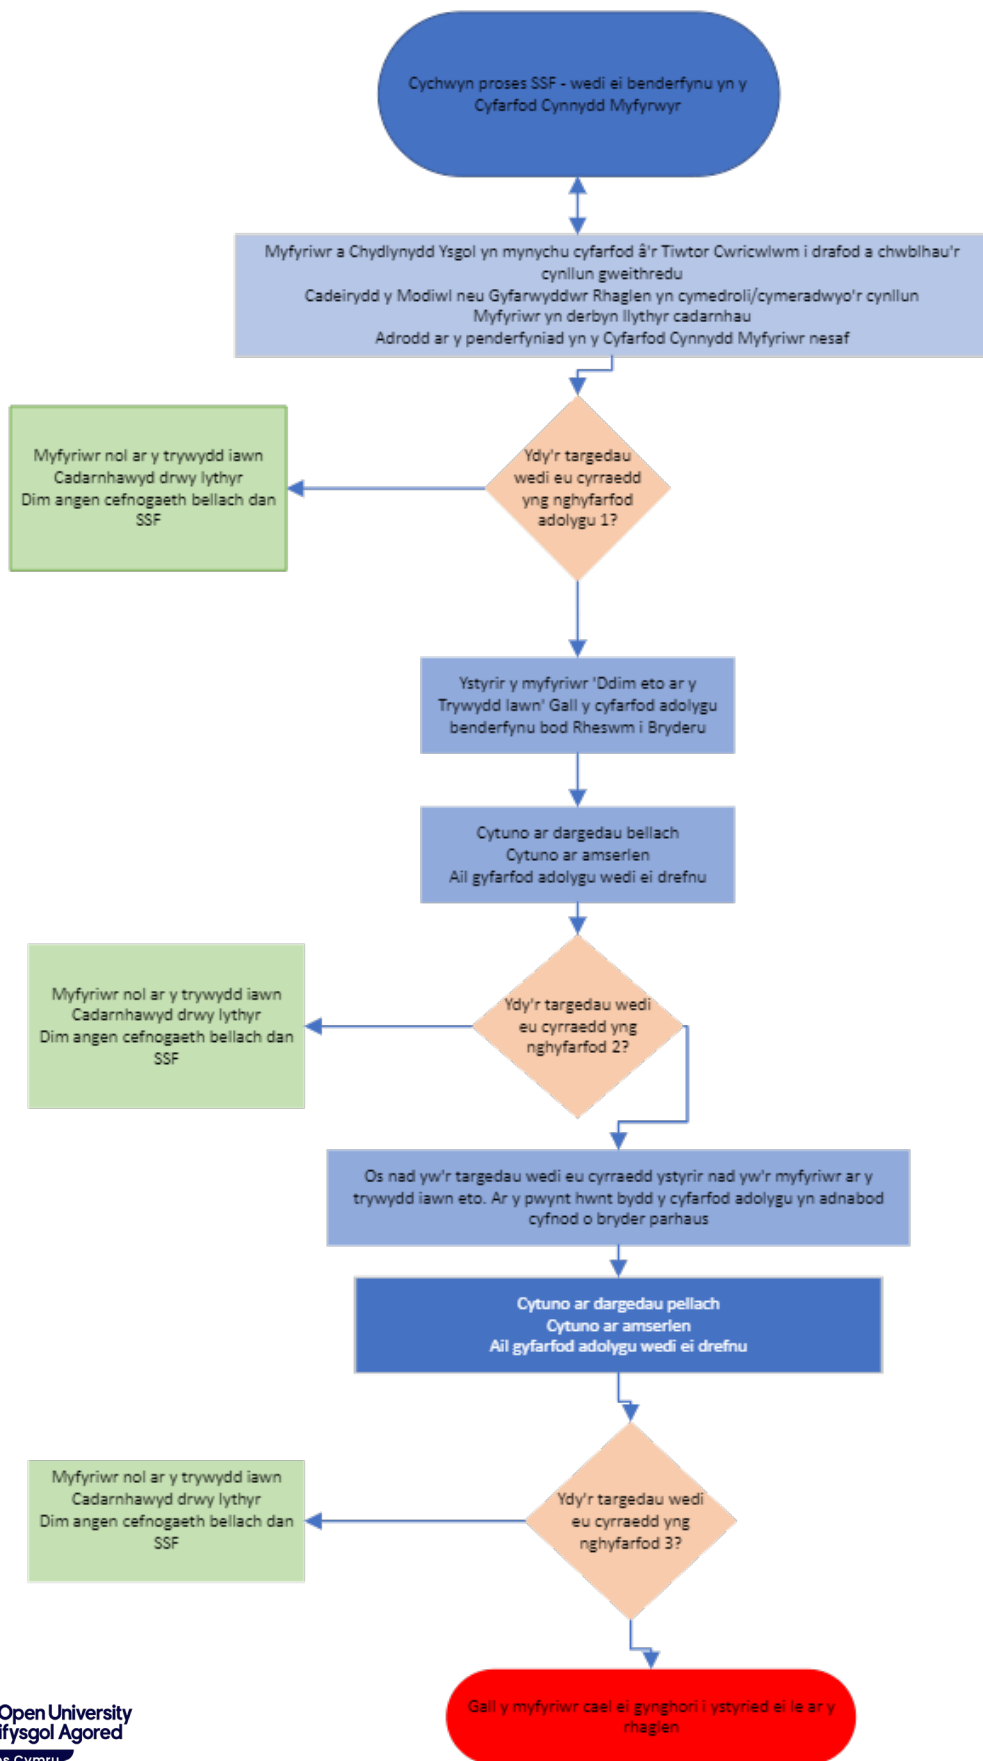 Cychwyn proses SSF - wedi ei benderfynu yn y
Cyfarfod Cynnydd Myfyrwyr
Myfyriwr a Chydlynydd Ysgol yn mynychu cyfarfod â'r Tiwtor Cwricwlwm i drafod a chwblhau'r
cynllun gweithredu
Cadeirydd y Modiwl neu Gyfarwyddwr Rhaglen yn cymedroli/cymeradwyo'r cynllun
Myfyriwr yn derbyn llythyr cadarnhau
Adrodd ar y penderfyniad yn y Cyfarfod Cynnydd Myfyriwr nesaf
Ydy'r targedau
wedi eu cyrraedd
yng nghyfarfod
adolygu 1?
Myfyriwr nol ar y trywydd iawn
Cadarnhawyd drwy lythyr
Dim angen cefnogaeth bellach dan
SSF
Ystyrir y myfyriwr 'Ddim eto ar y
Trywydd Iawn' Gall y cyfarfod adolygu
benderfynu bod Rheswm i Bryderu
Cytuno ar dargedau bellach
Cytuno ar amserlen
Ail gyfarfod adolygu wedi ei drefnu
Ydy'r targedau wedi
eu cyrraedd yng
nghyfarfod 2?
Myfyriwr nol ar y trywydd iawn
Cadarnhawyd drwy lythyr
Dim angen cefnogaeth bellach dan
SSF
Os nad yw'r targedau wedi eu cyrraedd ystyrir nad yw'r myfyriwr ar y
trywydd iawn eto. Ar y pwynt hwnt bydd y cyfarfod adolygu yn adnabod
cyfnod o bryder parhaus
Cytuno ar dargedau pellach
Cytuno ar amserlen
Ail gyfarfod adolygu wedi ei drefnu
Ydy'r targedau wedi
eu cyrraedd yng
nghyfarfod 3?
Myfyriwr nol ar y trywydd iawn
Cadarnhawyd drwy lythyr
Dim angen cefnogaeth bellach dan
SSF
Gall y myfyriwr cael ei gynghori i ystyried ei le ar y
rhaglen
Open University
ifysgol Agored
Cymru